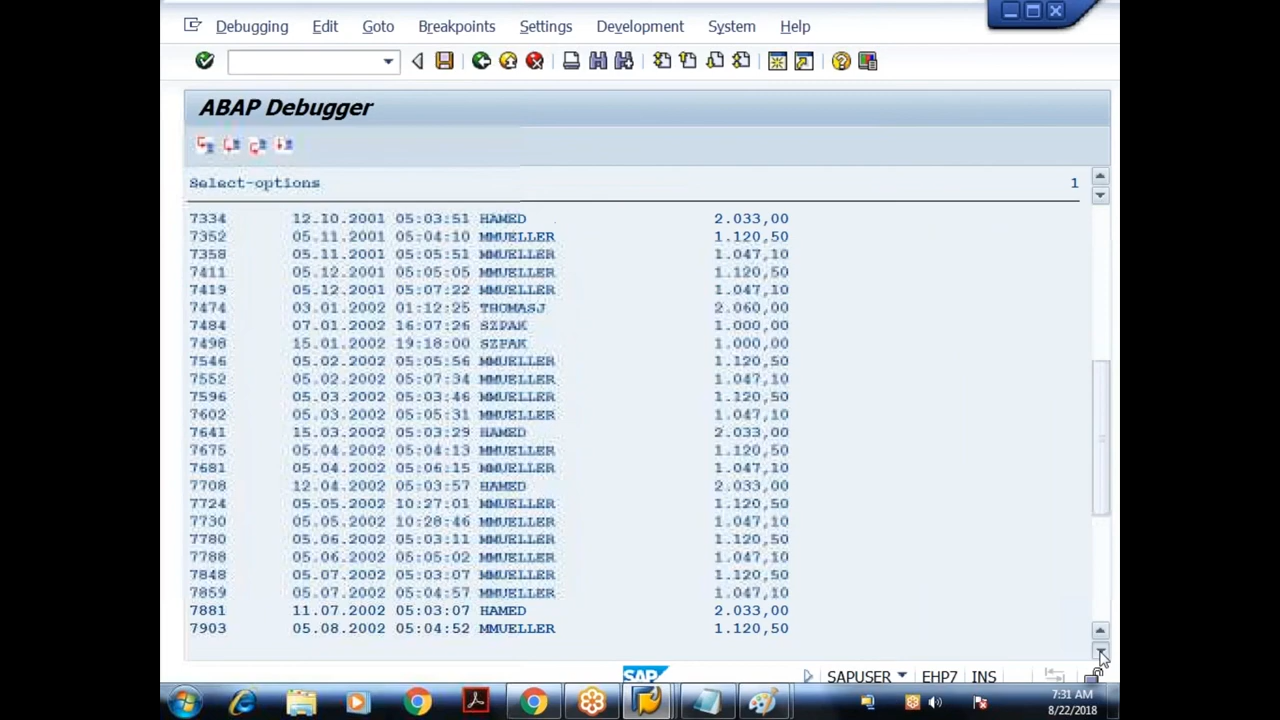 Debugging Edit Goto Breakpoints Settings Development System Help
ABAP Debugger
Select-options 1
7334 12.10.2001 05:03:51 HAMED 2.033,00
7352 05.11.2001 05:04:10 MMUELLER 1.120,50
7358 05.11.2001 05:05:51 MMUELLER 1.047,10
7411 05.12.2001 05:05:05 MMUELLER 1.120,50
7419 05.12.2001 05:07:22 MMUELLER 1.047,10
7474 03.01.2002 01:12:25 THOMASJ 2.060,00
7484 07.01.2002 16:07:26 SZPAK 1.000,00
7498 15.01.2002 19:18:00 SZPAK 1.000,00
7546 05.02.2002 05:05:56 MMUELLER 1.120,50
7552 05.02.2002 05:07:34 MMUELLER 1.047,10
7596 05.03.2002 05:03:46 MMUELLER 1.120,50
7602 05.03.2002 05:05:31 MMUELLER 1.047,10
7641 15.03.2002 05:03:29 HAMED 2.033,00
7675 05.04.2002 05:04:13 MMUELLER 1.120,50
7681 05.04.2002 05:06:15 MMUELLER 1.047,10
7708 12.04.2002 05:03:57 HAMED 2.033,00
7724 05.05.2002 10:27:01 MMUELLER 1.120,50
7730 05.05.2002 10:28:46 MMUELLER 1.047,10
7780 05.06.2002 05:03:11 MMUELLER 1.120,50
7788 05.06.2002 05:05:02 MMUELLER 1.047,10
7848 05.07.2002 05:03:07 MMUELLER 1.120,50
7859 05.07.2002 05:04:57 MMUELLER 1.047,10
7881 11.07.2002 05:03:07 HAMED 2.033,00
7903 05.08.2002 05:04:52 MMUELLER 1.120,50
SAP SAPUSER EHP7 INS
7:31 AM
8/22/2018